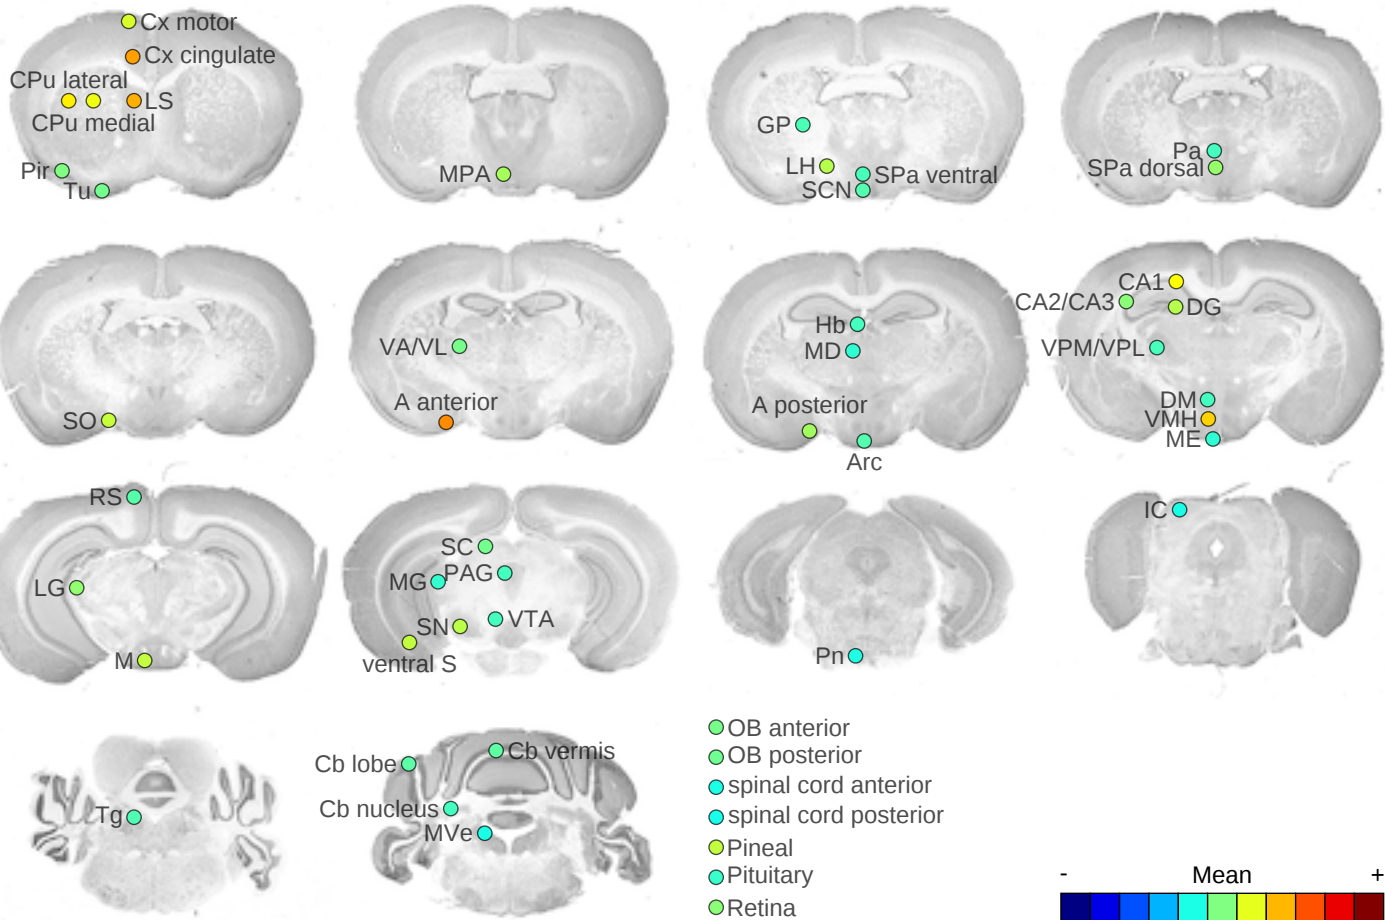 Cx motor
Cx cingulate
CPu lateral
LS
CPu medial
Pir
Tu
MPA
GP
LH
SPa ventral
SCN
Pa
SPa dorsal
SO
VA/VL
A anterior
Hb
MD
A posterior
Arc
CA1
CA2/CA3
DG
VPM/VPL
DM
VMH
ME
RS
LG
M
SC
MG
PAG
SN
VTA
ventral S
Pn
IC
Tg
Cb lobe
Cb vermis
Cb nucleus
MVe
OB anterior
OB posterior
spinal cord anterior
spinal cord posterior
Pineal
Pituitary
Retina
- Mean +